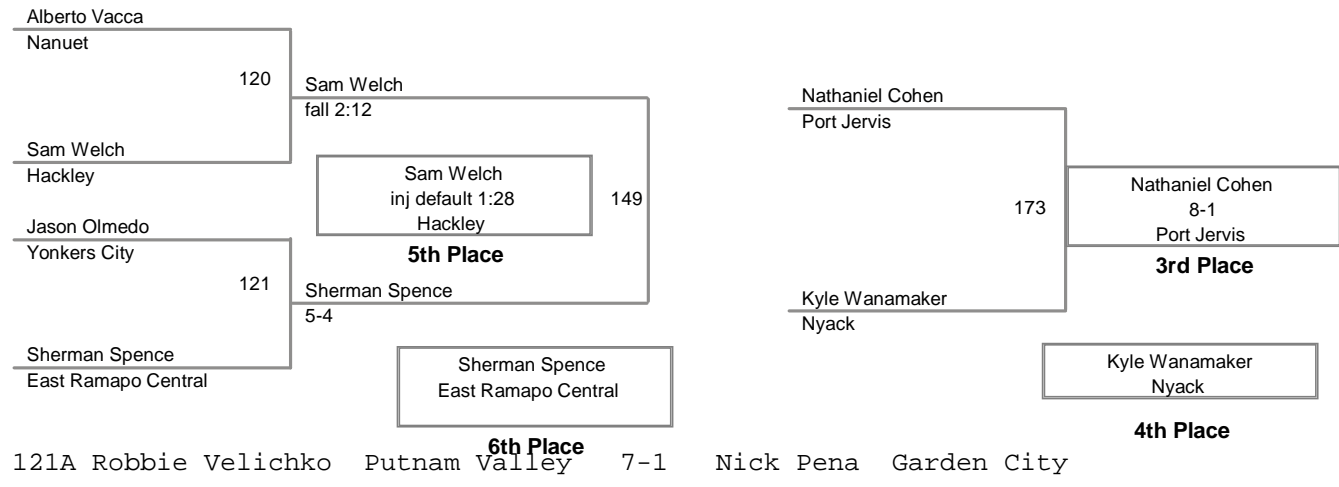 Alberto Vacca
Nanuet
120
Sam Welch
fall 2:12
Sam Welch
Hackley
Sam Welch
inj default 1:28
Hackley
149
5th Place
Jason Olmedo
Yonkers City
121
Sherman Spence
5-4
Sherman Spence
East Ramapo Central
Sherman Spence
East Ramapo Central
6th Place
Nathaniel Cohen
Port Jervis
173
Nathaniel Cohen
8-1
Port Jervis
3rd Place
Kyle Wanamaker
Nyack
Kyle Wanamaker
Nyack
4th Place
121A Robbie Velichko Putnam Valley 7-1 Nick Pena Garden City